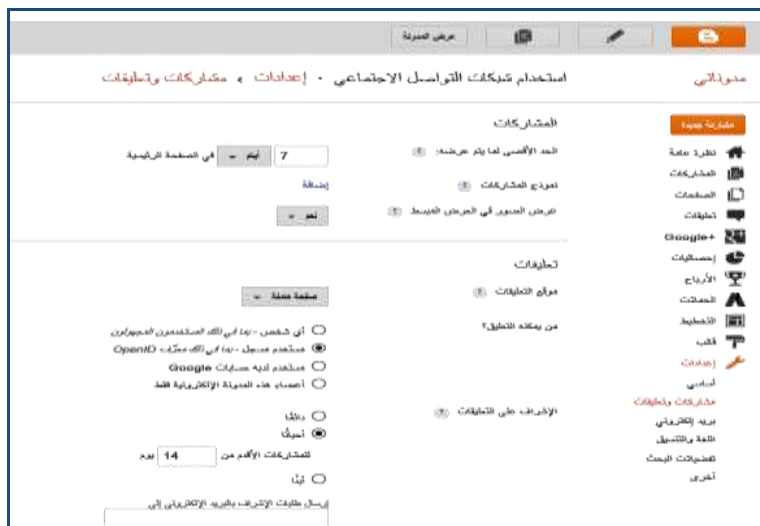 عرض المدونة
مدوناتي
استخدام شبكات التواصل الاجتماعي · إعدادات › مشاركات وتعليقات
مشاركة جديدة
نظرة عامة
المشاركات
الصفحات
تعليقات
Google+
إحصائيات
الأرباح
الحملات
التخطيط
قالب
إعدادات
أساسي
مشاركات وتعليقات
بريد إلكتروني
اللغة والتنسيق
تفضيلات البحث
أخرى
المشاركات
الحد الأقصى لما يتم عرضه: (?) 7 أيام في الصفحة الرئيسية
نموذج المشاركات (?) إضافة
عرض الصور في العرض المبسط (?) نعم
تعليقات
موقع التعليقات (?) صفحة
من يمكنه التعليق؟
أي شخص - بما في ذلك المستخدمون المجهولون
مستخدم مسجل - بما في ذلك معرّفات OpenID
مستخدم لديه حسابات Google
أعضاء هذه المدونة الإلكترونية فقط
الإشراف على التعليقات (?)
دائمًا
أحيانًا
للمشاركات الأقدم من 14 يوم
أبدًا
إرسال طلبات الإشراف بالبريد الإلكتروني إلى